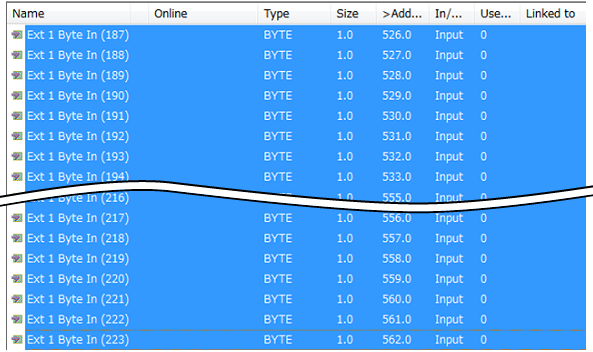 Name Online Type Size >Add... In/... Use... Linked to
Ext 1 Byte In (187) BYTE 1.0 526.0 Input 0
Ext 1 Byte In (188) BYTE 1.0 527.0 Input 0
Ext 1 Byte In (189) BYTE 1.0 528.0 Input 0
Ext 1 Byte In (190) BYTE 1.0 529.0 Input 0
Ext 1 Byte In (191) BYTE 1.0 530.0 Input 0
Ext 1 Byte In (192) BYTE 1.0 531.0 Input 0
Ext 1 Byte In (193) BYTE 1.0 532.0 Input 0
Ext 1 Byte In (194) BYTE 1.0 533.0 Input 0
Ext 1 Byte In (216) 555.0 Input 0
Ext 1 Byte In (217) BYTE 1.0 556.0 Input 0
Ext 1 Byte In (218) BYTE 1.0 557.0 Input 0
Ext 1 Byte In (219) BYTE 1.0 558.0 Input 0
Ext 1 Byte In (220) BYTE 1.0 559.0 Input 0
Ext 1 Byte In (221) BYTE 1.0 560.0 Input 0
Ext 1 Byte In (222) BYTE 1.0 561.0 Input 0
Ext 1 Byte In (223) BYTE 1.0 562.0 Input 0